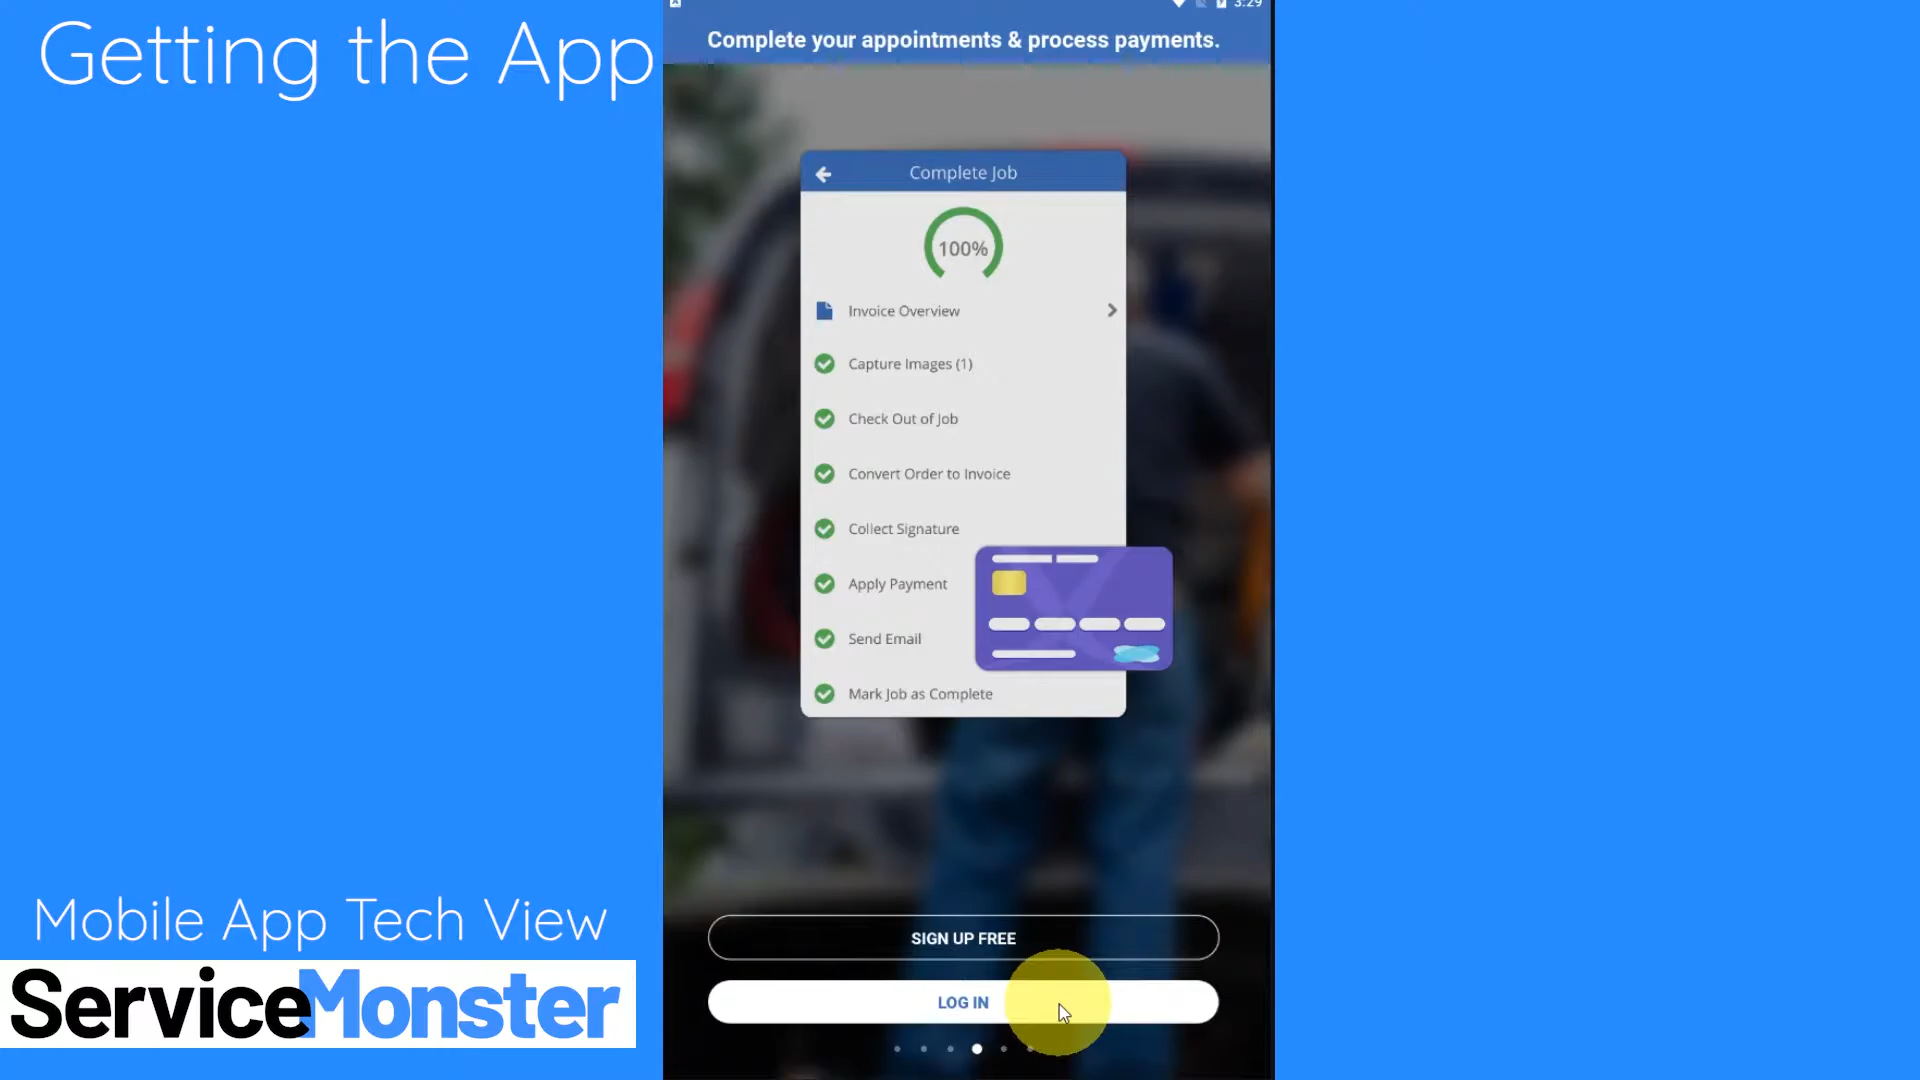 Getting the App
3:29
Complete your appointments & process payments.
Complete Job
100%
Invoice Overview
Capture Images (1)
Check Out of Job
Convert Order to Invoice
Collect Signature
Apply Payment
Send Email
Mark Job as Complete
SIGN UP FREE
LOG IN
Mobile App Tech View
ServiceMonster